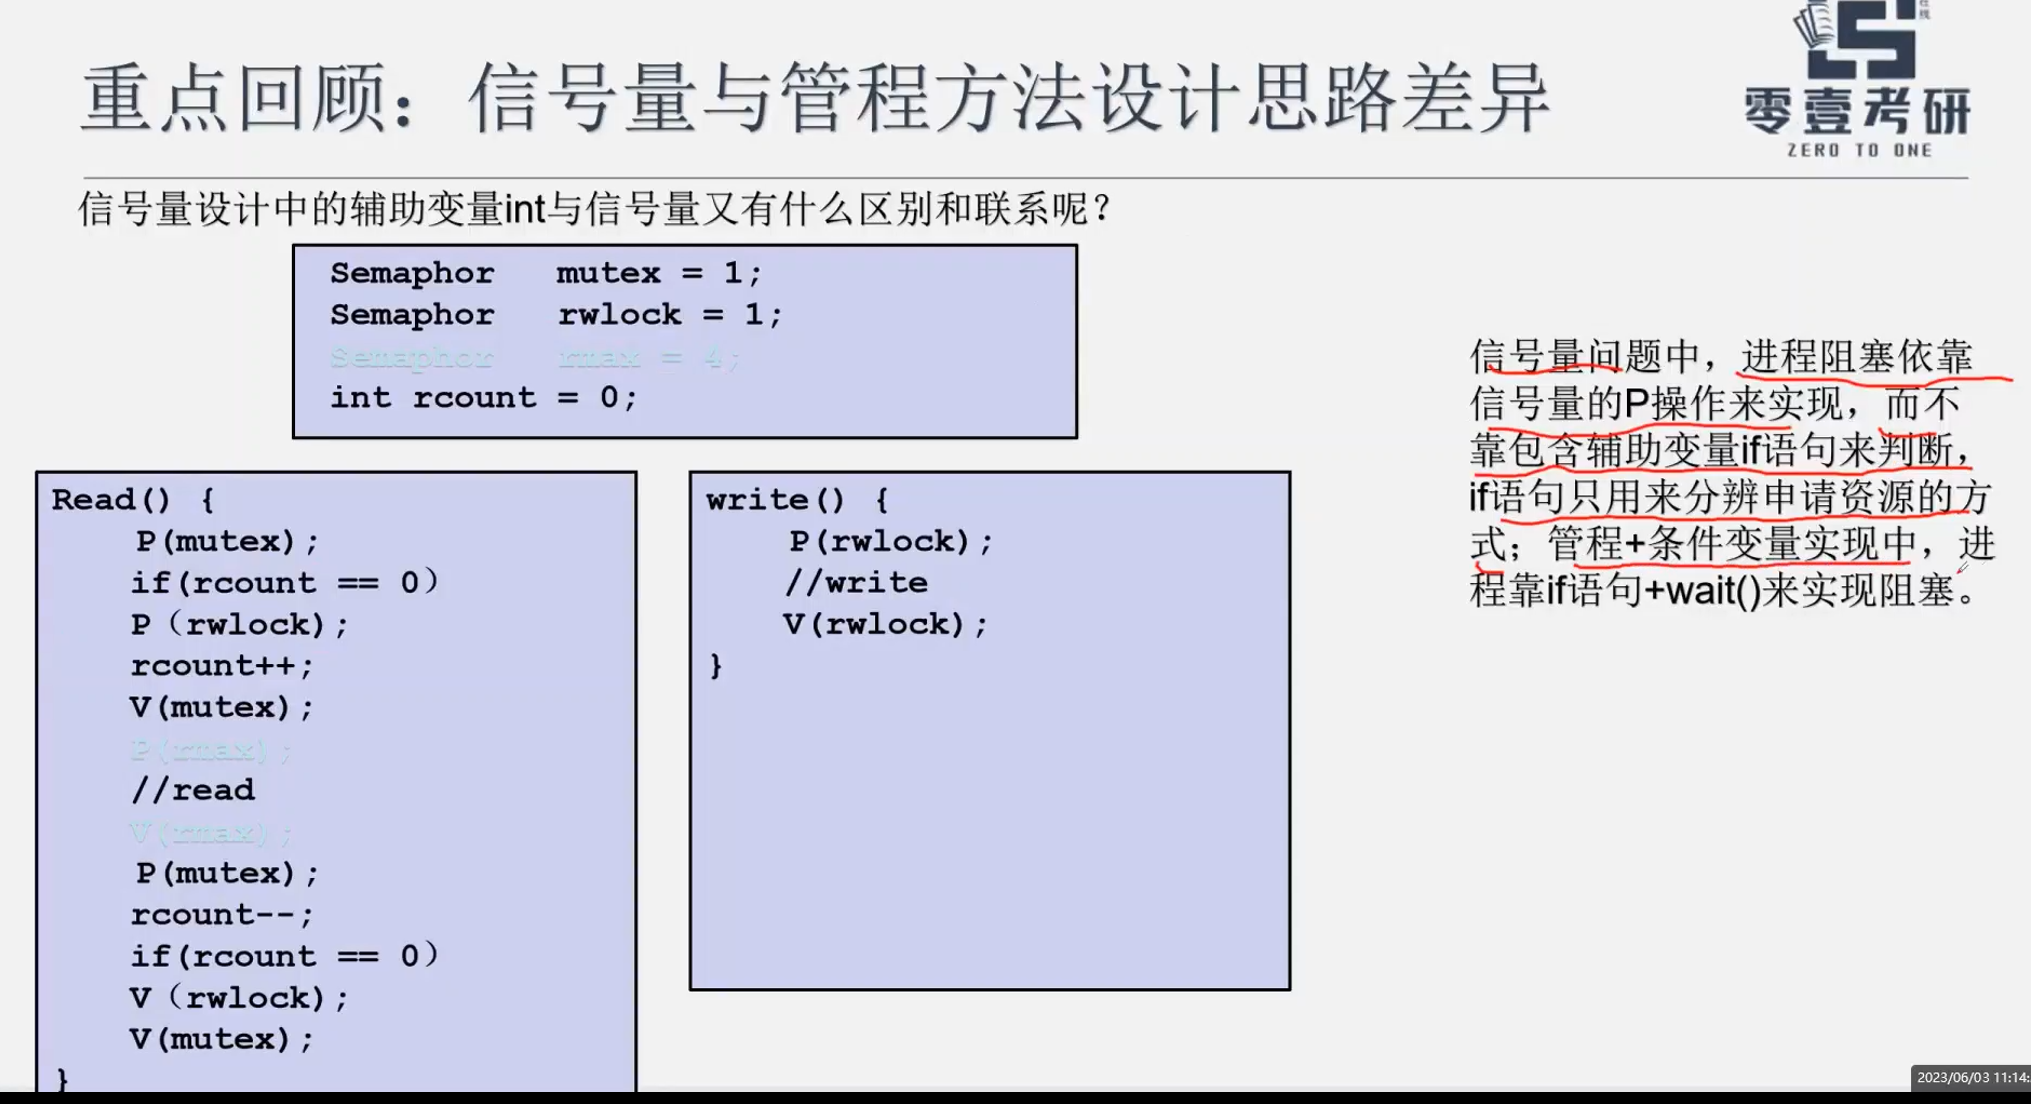 重点回顾：信号量与管程方法设计思路差异
零壹考研
ZERO TO ONE
信号量设计中的辅助变量int与信号量又有什么区别和联系呢？
Semaphor   mutex = 1;
Semaphor   rwlock = 1;
Semaphor   rmax = 4;
int rcount = 0;
Read() {
P(mutex);
if(rcount == 0）
P（rwlock);
rcount++;
V(mutex);
P(rmax);
//read
V(rmax);
P(mutex);
rcount--;
if(rcount == 0）
V（rwlock);
V(mutex);
}
write() {
P(rwlock);
//write
V(rwlock);
}
信号量问题中，进程阻塞依靠
信号量的P操作来实现，而不
靠包含辅助变量if语句来判断，
if语句只用来分辨申请资源的方
式；管程+条件变量实现中，进
程靠if语句+wait()来实现阻塞。
2023/06/03 11:14: